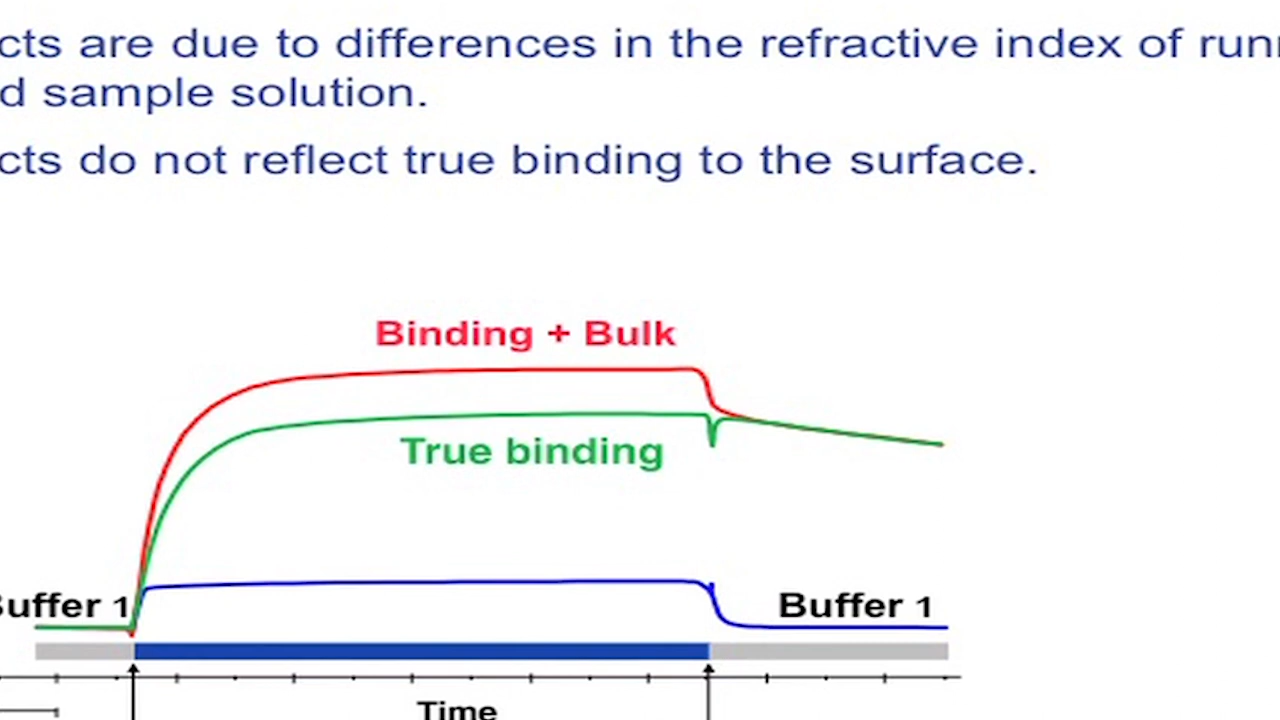 cts are due to differences in the refractive index of runn
d sample solution.
cts do not reflect true binding to the surface.
Binding + Bulk
True binding
Buffer 1
Buffer 1
Time